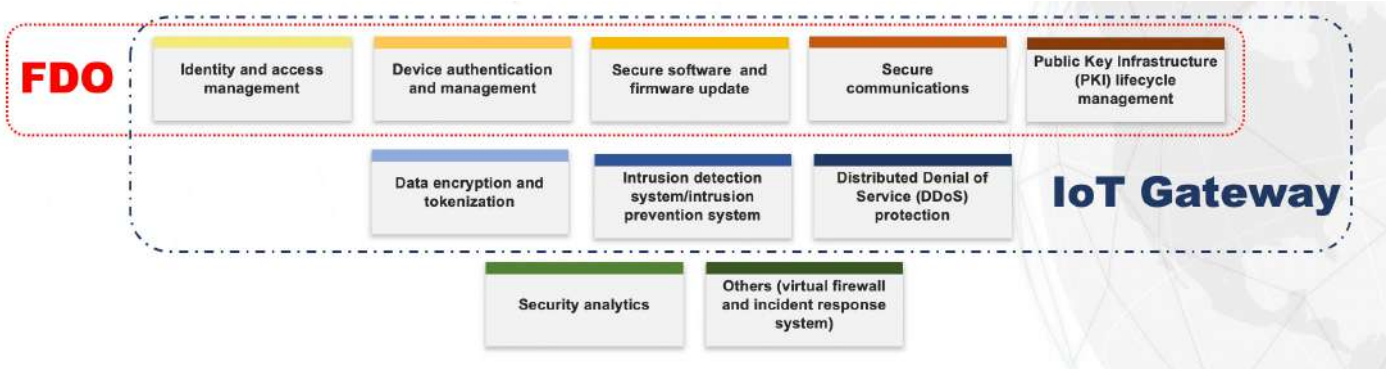 FDO
Identity and access
management
Device authentication
and management
Secure software and
firmware update
Secure
communications
Public Key Infrastructure
(PKI) lifecycle
management
Data encryption and
tokenization
Intrusion detection
system/intrusion
prevention system
Distributed Denial of
Service (DDoS)
protection
IoT Gateway
Security analytics
Others (virtual firewall
and incident response
system)